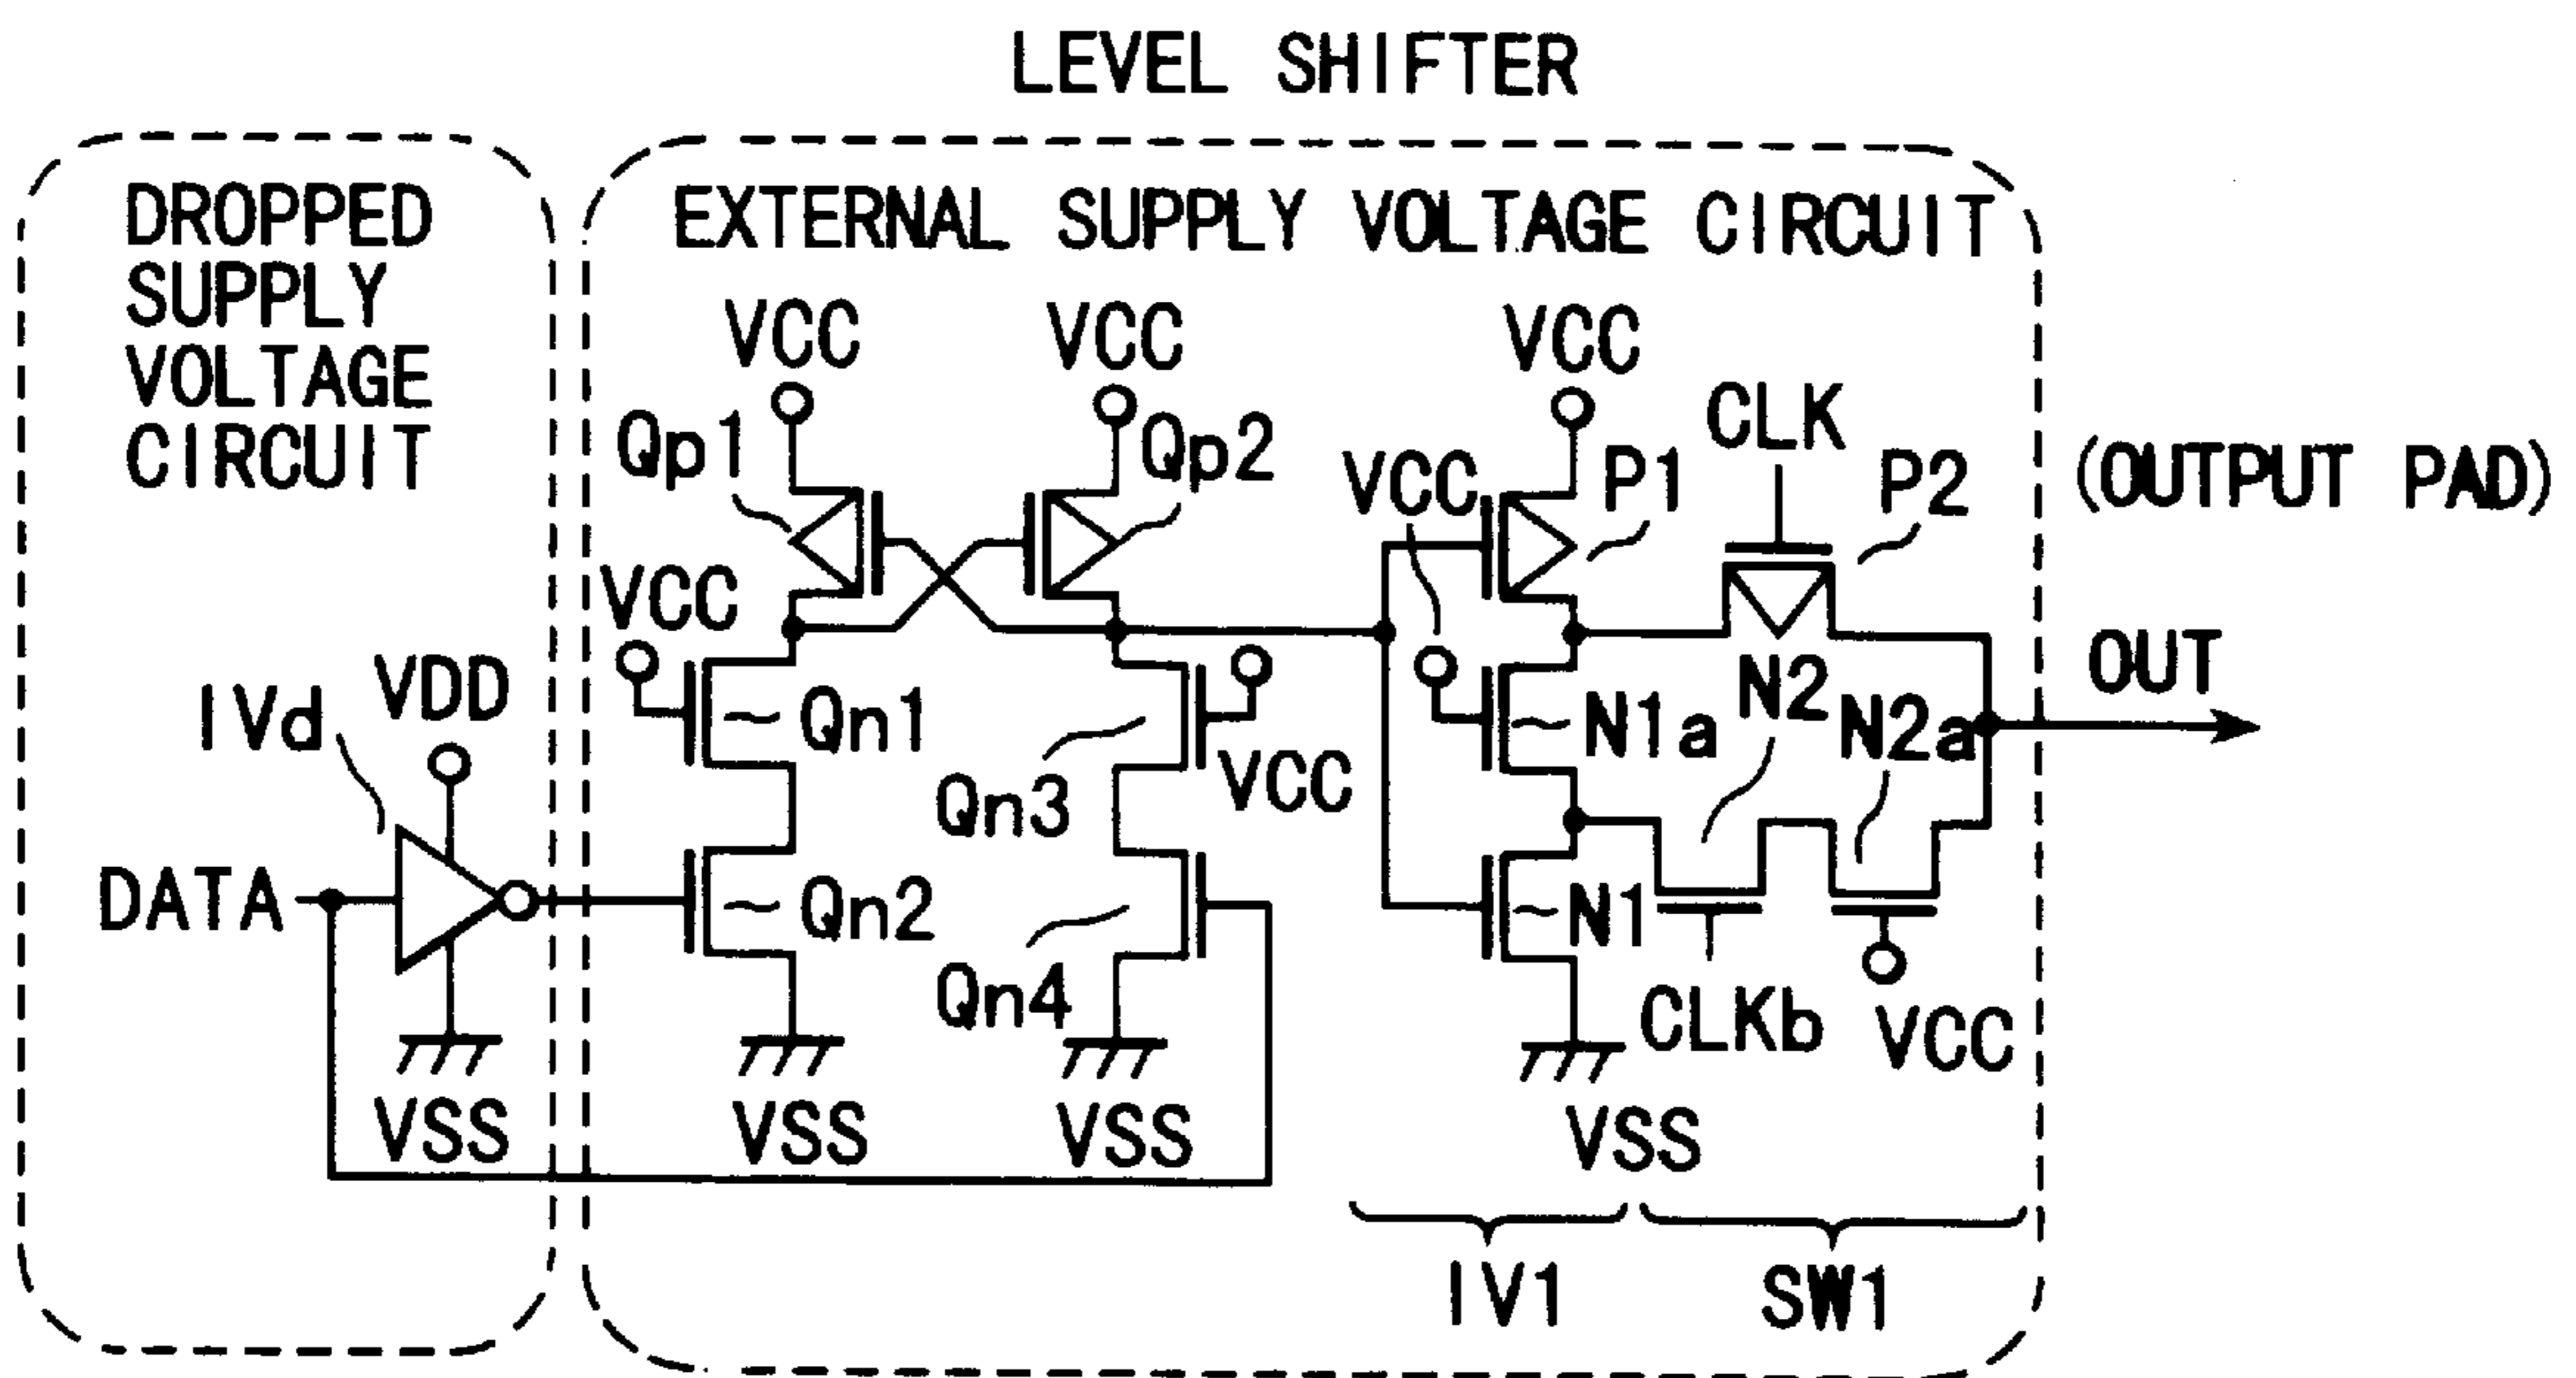 LEVEL SHIFTER
DROPPED
SUPPLY
VOLTAGE
CIRCUIT
EXTERNAL SUPPLY VOLTAGE CIRCUIT
VCC
VCC
VCC
Qp1
Qp2
VCC
P1
CLK
P2
(OUTPUT PAD)
VCC
IVd
VDD
Qn1
Qn3
VCC
N1a
N2
N2a
OUT
DATA
Qn2
Qn4
N1
CLKb
VCC
VSS
VSS
VSS
VSS
IV1
SW1